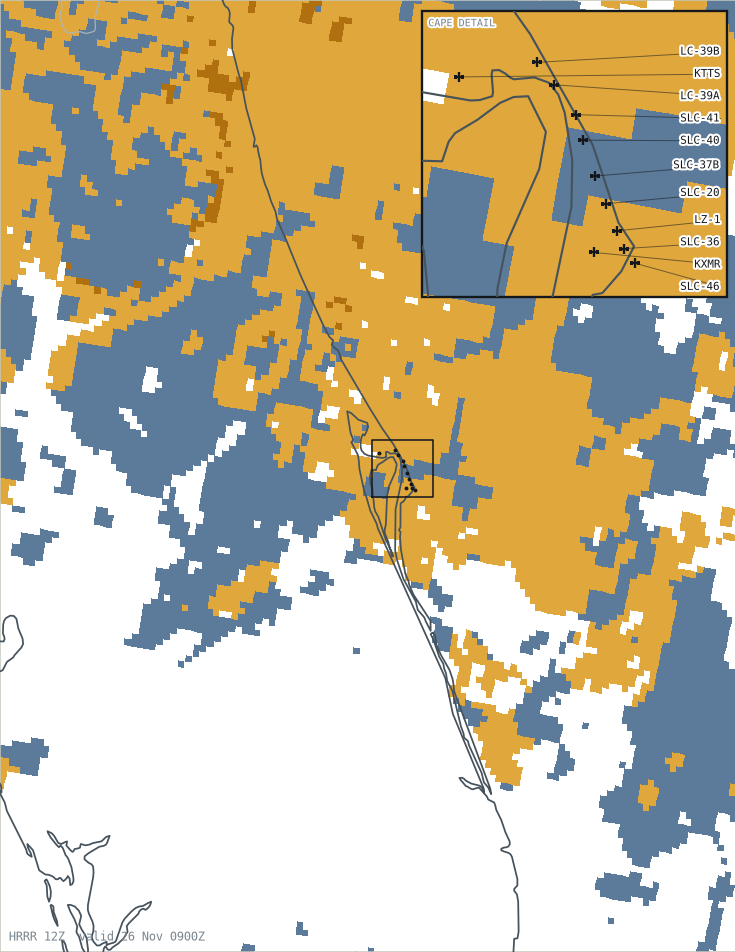 CAPE DETAIL
LC-39B
KTTS
LC-39A
SLC-41
SLC-40
SLC-37B
SLC-20
LZ-1
SLC-36
KXMR
SLC-46
HRRR 12Z valid 26 Nov 0900Z